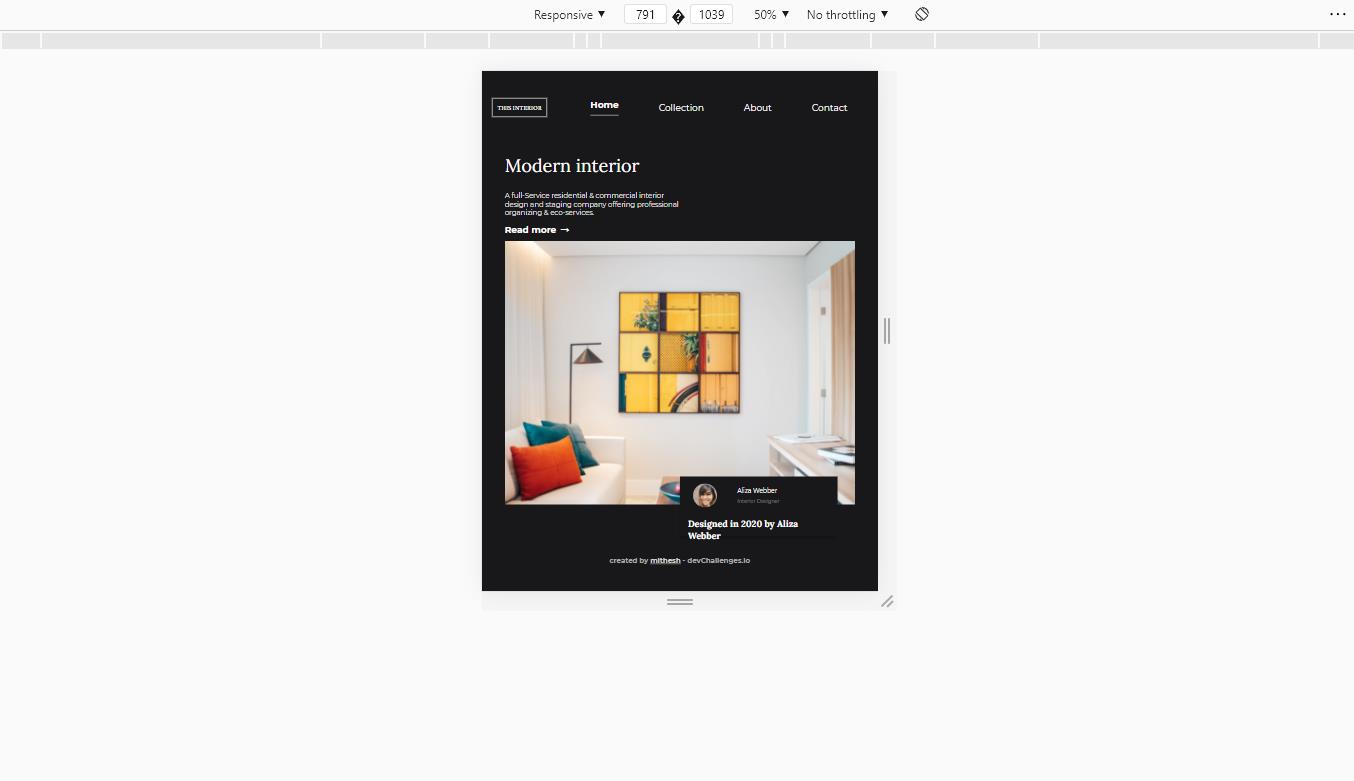 Responsive ▼ 791 � 1039 50% ▼ No throttling ▼
THIS INTERIOR
Home Collection About Contact
Modern interior
A full-Service residential & commercial interior
design and staging company offering professional
organizing & eco-services.
Read more →
Aliza Webber
Interior Designer
Designed in 2020 by Aliza
Webber
created by mithesh - devChallenges.io